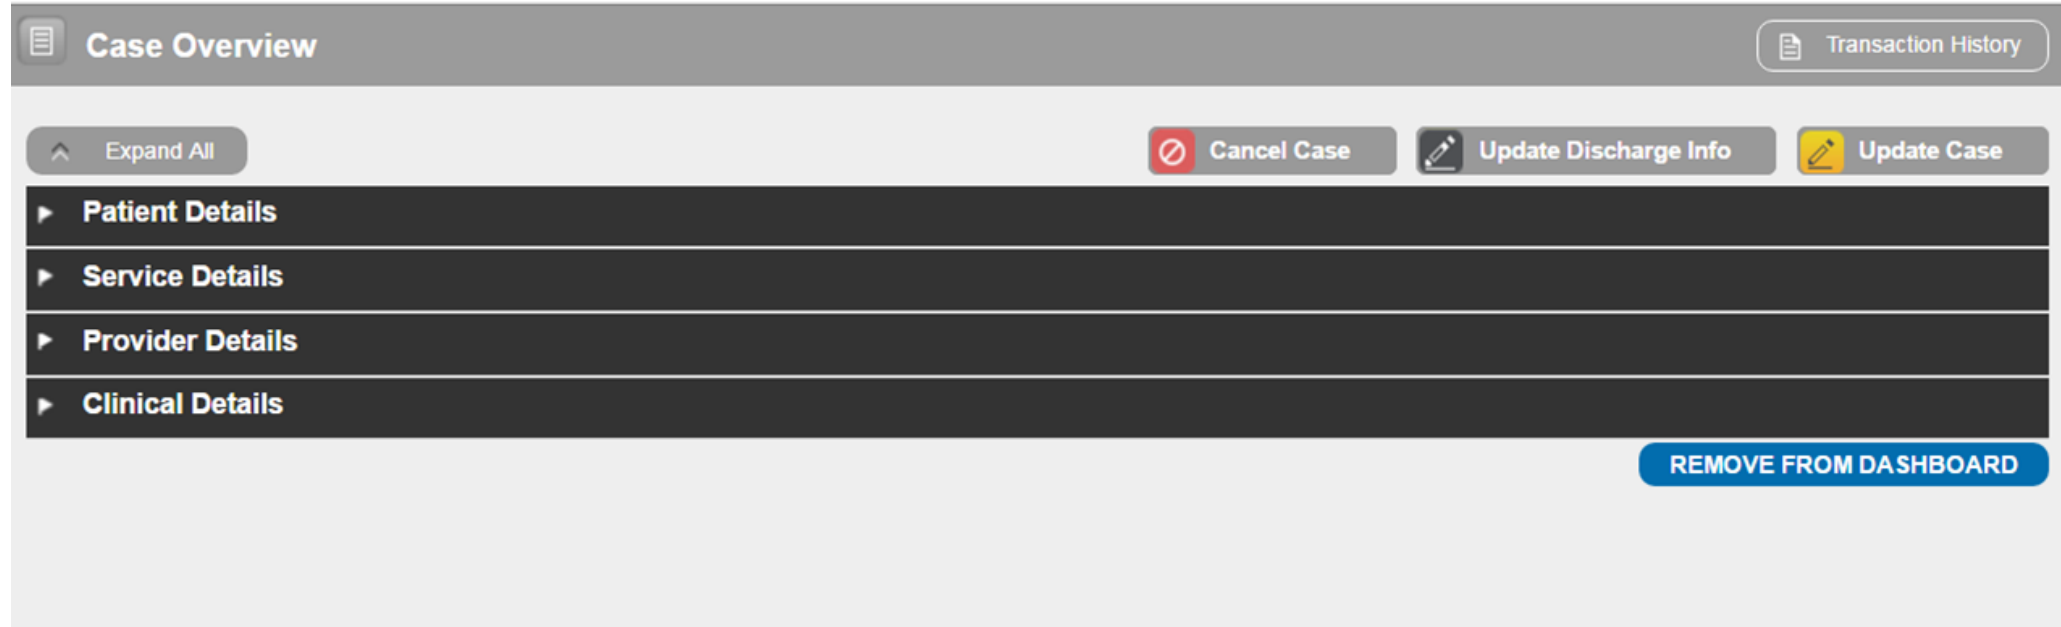 Case Overview
Transaction History
Expand All
Cancel Case
Update Discharge Info
Update Case
Patient Details
Service Details
Provider Details
Clinical Details
REMOVE FROM DASHBOARD